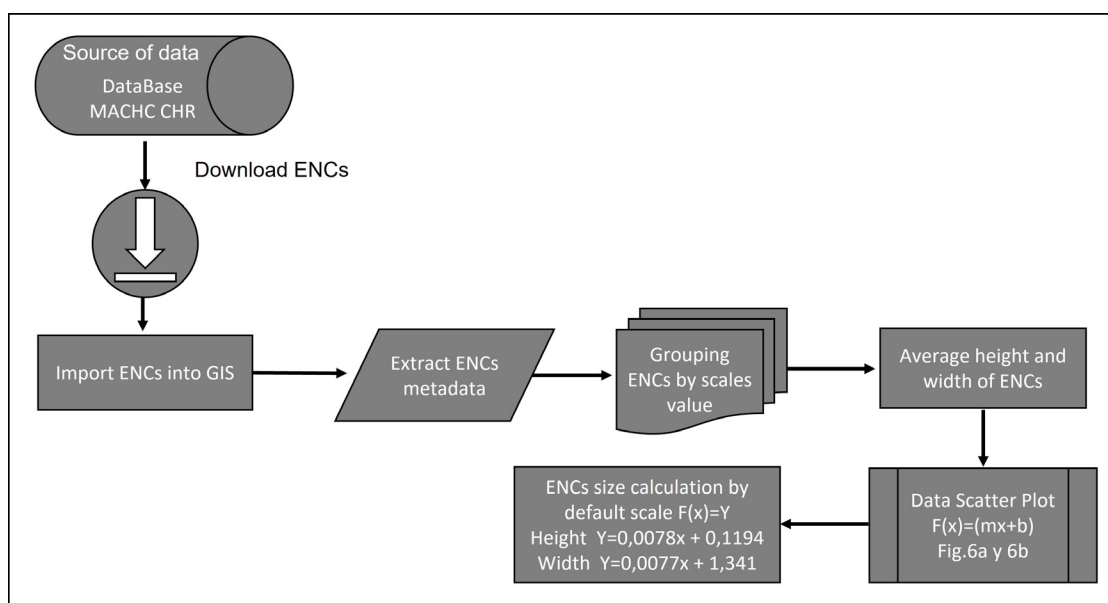 Source of data
DataBase
MACHC CHR
Download ENCs
Import ENCs into GIS
Extract ENCs
metadata
Grouping
ENCs by scales
value
Average height and
width of ENCs
Data Scatter Plot
F(x)=(mx+b)
Fig.6a y 6b
ENCs size calculation by
default scale F(x)=Y
Height  Y=0,0078x + 0,1194
Width  Y=0,0077x + 1,341